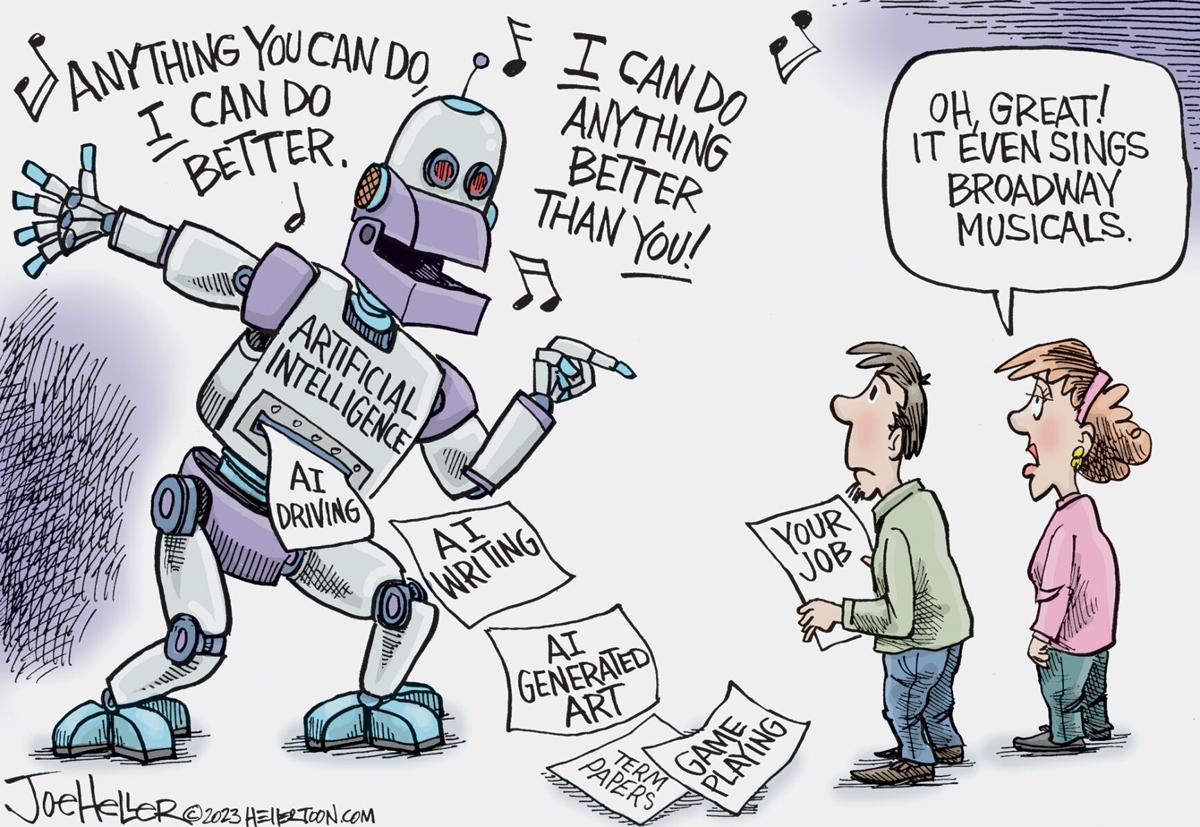 ANYTHING YOU CAN DO,
I CAN DO
BETTER.
I CAN DO
ANYTHING
BETTER
THAN YOU!
OH, GREAT!
IT EVEN SINGS
BROADWAY
MUSICALS.
ARTIFICIAL
INTELLIGENCE
AI
DRIVING
AI
WRITING
AI
GENERATED
ART
TERM
PAPERS
GAME
PLAYING
YOUR
JOB
JOE HELLER ©2023 HELLERTOON.COM